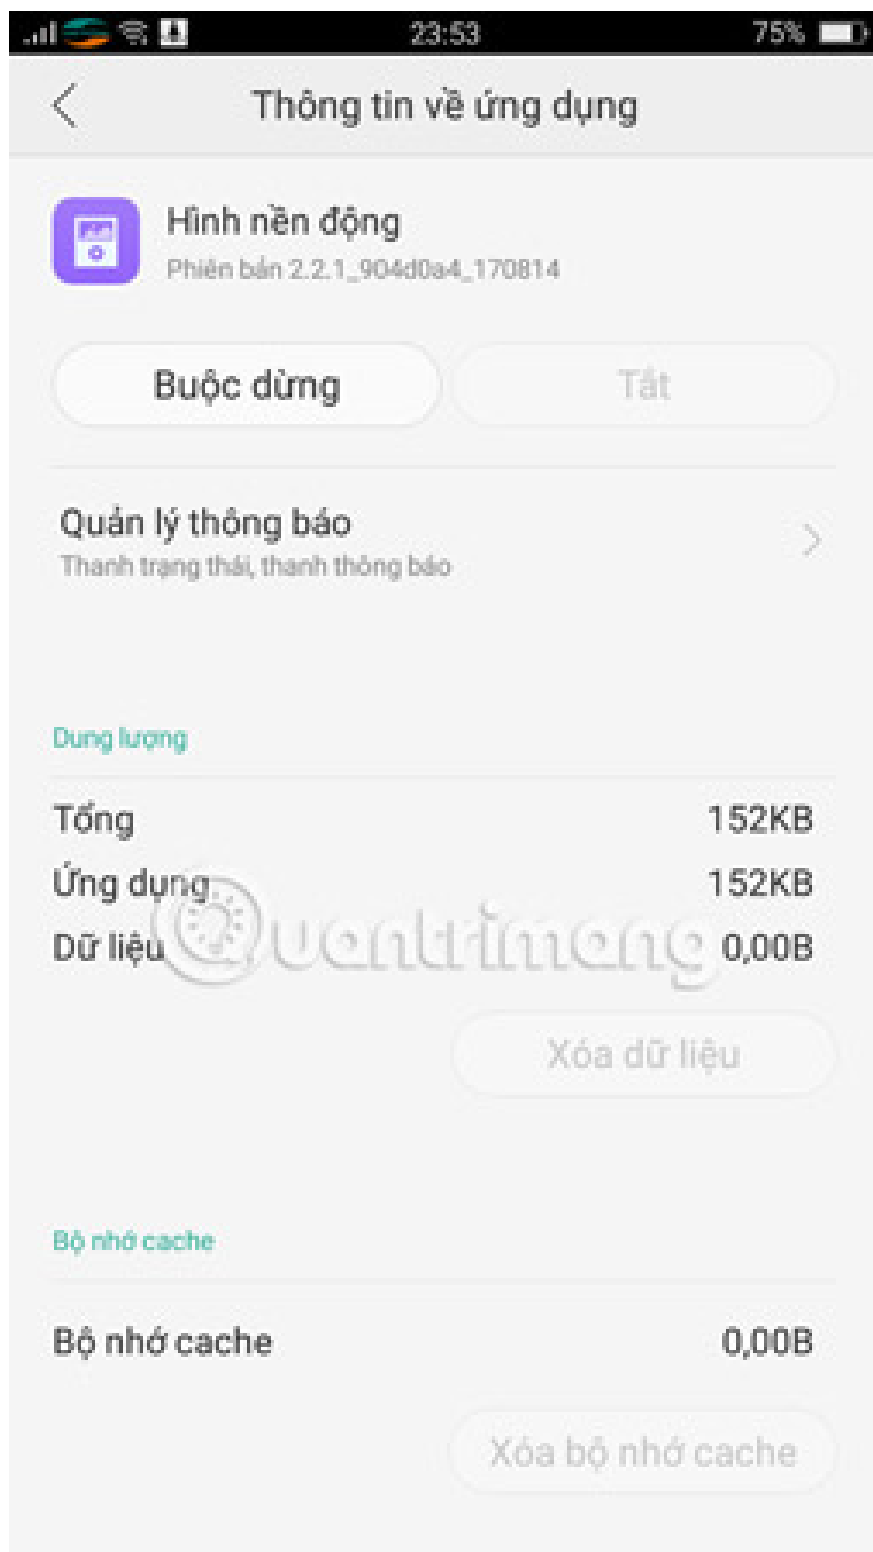 23:53
75%
Thông tin về ứng dụng
Hình nền động
Phiên bản 2.2.1_904d0a4_170814
Buộc dừng
Tắt
Quản lý thông báo
Thanh trạng thái, thanh thông báo
Dung lượng
Tổng 152KB
Ứng dụng 152KB
Dữ liệu 0,00B
Quantrimang
Xóa dữ liệu
Bộ nhớ cache
Bộ nhớ cache 0,00B
Xóa bộ nhớ cache